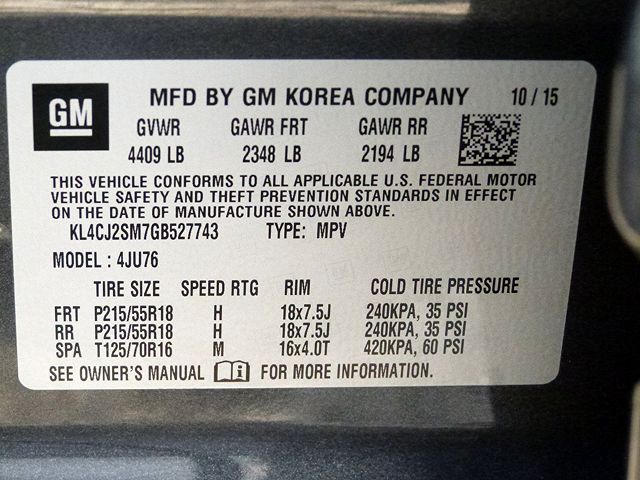 GM MFD BY GM KOREA COMPANY 10/15
GVWR GAWR FRT GAWR RR
4409 LB 2348 LB 2194 LB
THIS VEHICLE CONFORMS TO ALL APPLICABLE U.S. FEDERAL MOTOR
VEHICLE SAFETY AND THEFT PREVENTION STANDARDS IN EFFECT
ON THE DATE OF MANUFACTURE SHOWN ABOVE.
KL4CJ2SM7GB527743 TYPE: MPV
MODEL : 4JU76
TIRE SIZE SPEED RTG RIM COLD TIRE PRESSURE
FRT P215/55R18 H 18x7.5J 240KPA, 35 PSI
RR P215/55R18 H 18x7.5J 240KPA, 35 PSI
SPA T125/70R16 M 16x4.0T 420KPA, 60 PSI
SEE OWNER'S MANUAL i FOR MORE INFORMATION.